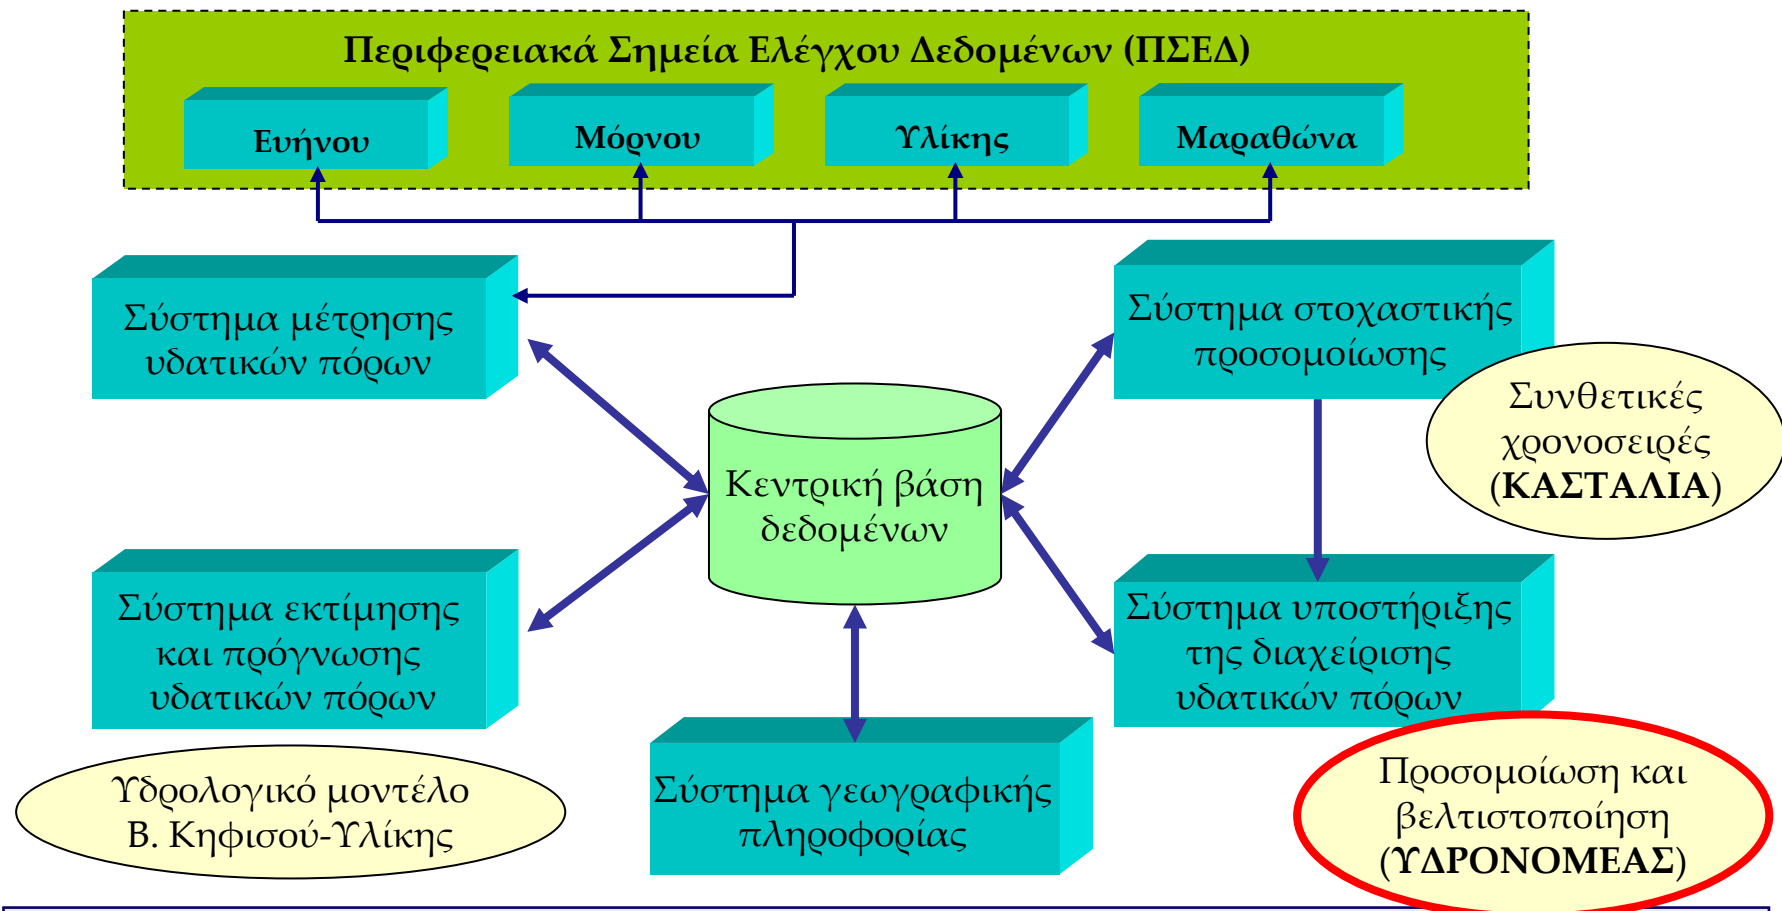 Περιφερειακά Σημεία Ελέγχου Δεδομένων (ΠΣΕΔ)
Ευήνου
Μόρνου
Υλίκης
Μαραθώνα
Σύστημα μέτρησης
υδατικών πόρων
Σύστημα στοχαστικής
προσομοίωσης
Συνθετικές
χρονοσειρές
(ΚΑΣΤΑΛΙΑ)
Κεντρική βάση
δεδομένων
Σύστημα εκτίμησης
και πρόγνωσης
υδατικών πόρων
Σύστημα υποστήριξης
της διαχείρισης
υδατικών πόρων
Υδρολογικό μοντέλο
Β. Κηφισού-Υλίκης
Σύστημα γεωγραφικής
πληροφορίας
Προσομοίωση και
βελτιστοποίηση
(ΥΔΡΟΝΟΜΕΑΣ)